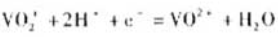 VO₂⁺ +2H⁺ + e⁻ = VO²⁺ + H₂O